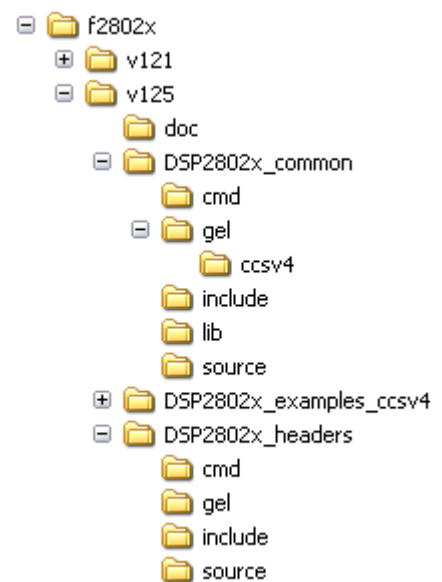 f2802x
v121
v125
doc
DSP2802x_common
cmd
gel
ccsv4
include
lib
source
DSP2802x_examples_ccsv4
DSP2802x_headers
cmd
gel
include
source